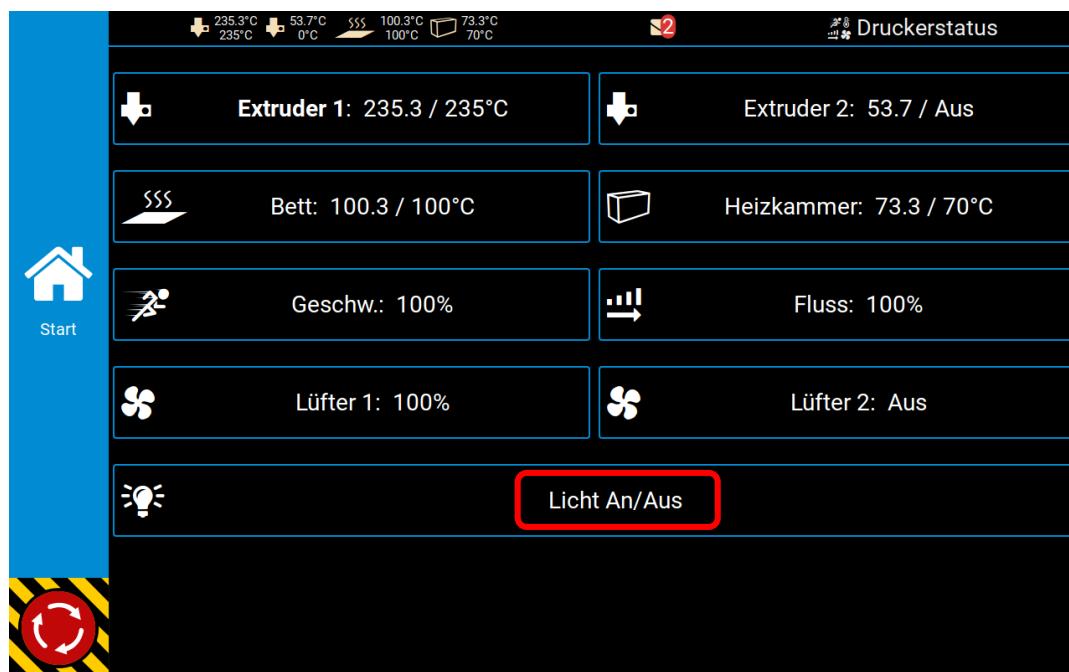 235.3°C 53.7°C 100.3°C 73.3°C 2 Druckerstatus
235°C 0°C 100°C 70°C
Extruder 1: 235.3 / 235°C
Extruder 2: 53.7 / Aus
Bett: 100.3 / 100°C
Heizkammer: 73.3 / 70°C
Geschw.: 100%
Fluss: 100%
Start
Lüfter 1: 100%
Lüfter 2: Aus
Licht An/Aus